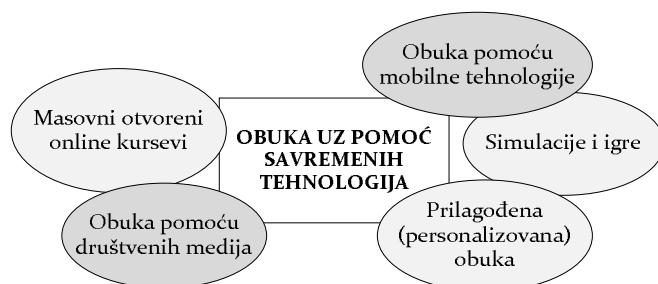 Obuka pomoću
mobilne tehnologije
Masovni otvoreni
online kursevi
OBUKA UZ POMOĆ
SAVREMENIH
TEHNOLOGIJA
Simulacije i igre
Obuka pomoću
društvenih medija
Prilagođena
(personalizovana)
obuka